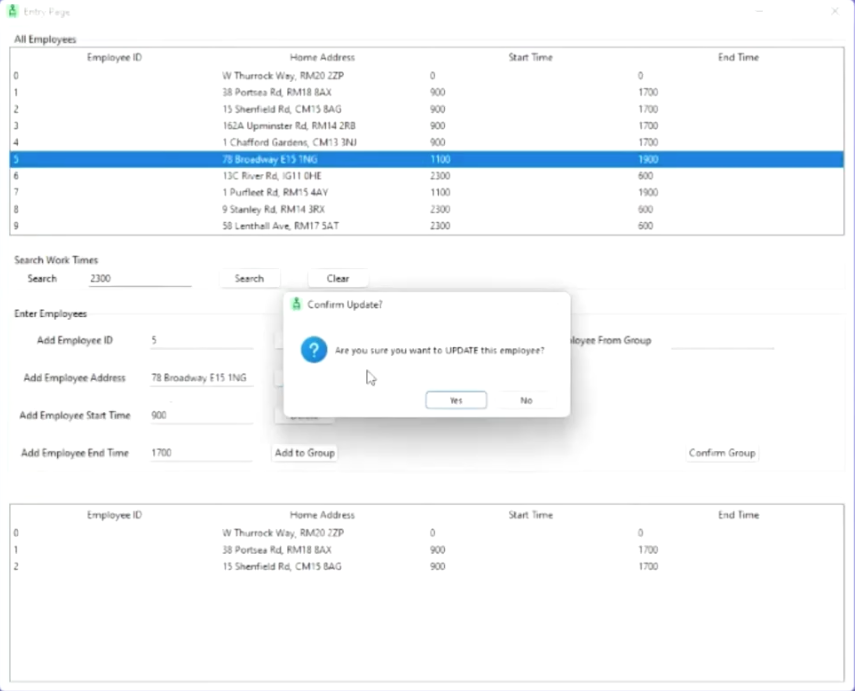 Entry Page
All Employees
Employee ID Home Address Start Time End Time
0 W Thurrock Way, RM20 2ZP 0 0
1 38 Portsea Rd, RM18 8AX 900 1700
2 15 Shenfield Rd, CM15 8AG 900 1700
3 162A Upminster Rd, RM14 2RB 900 1700
4 1 Chafford Gardens, CM13 3NJ 900 1700
5 78 Broadway E15 1NG 1100 1900
6 13C River Rd, IG11 0HE 2300 600
7 1 Purfleet Rd, RM15 4AY 1100 1900
8 9 Stanley Rd, RM14 3RX 2300 600
9 58 Lenthall Ave, RM17 5AT 2300 600
Search Work Times
Search 2300 Search Clear
Confirm Update?
Enter Employees
Add Employee ID 5 loyee From Group
Are you sure you want to UPDATE this employee?
Add Employee Address 78 Broadway E15 1NG
Yes No
Add Employee Start Time 900
Add Employee End Time 1700 Add to Group Confirm Group
Employee ID Home Address Start Time End Time
0 W Thurrock Way, RM20 2ZP 0 0
1 38 Portsea Rd, RM18 8AX 900 1700
2 15 Shenfield Rd, CM15 8AG 900 1700